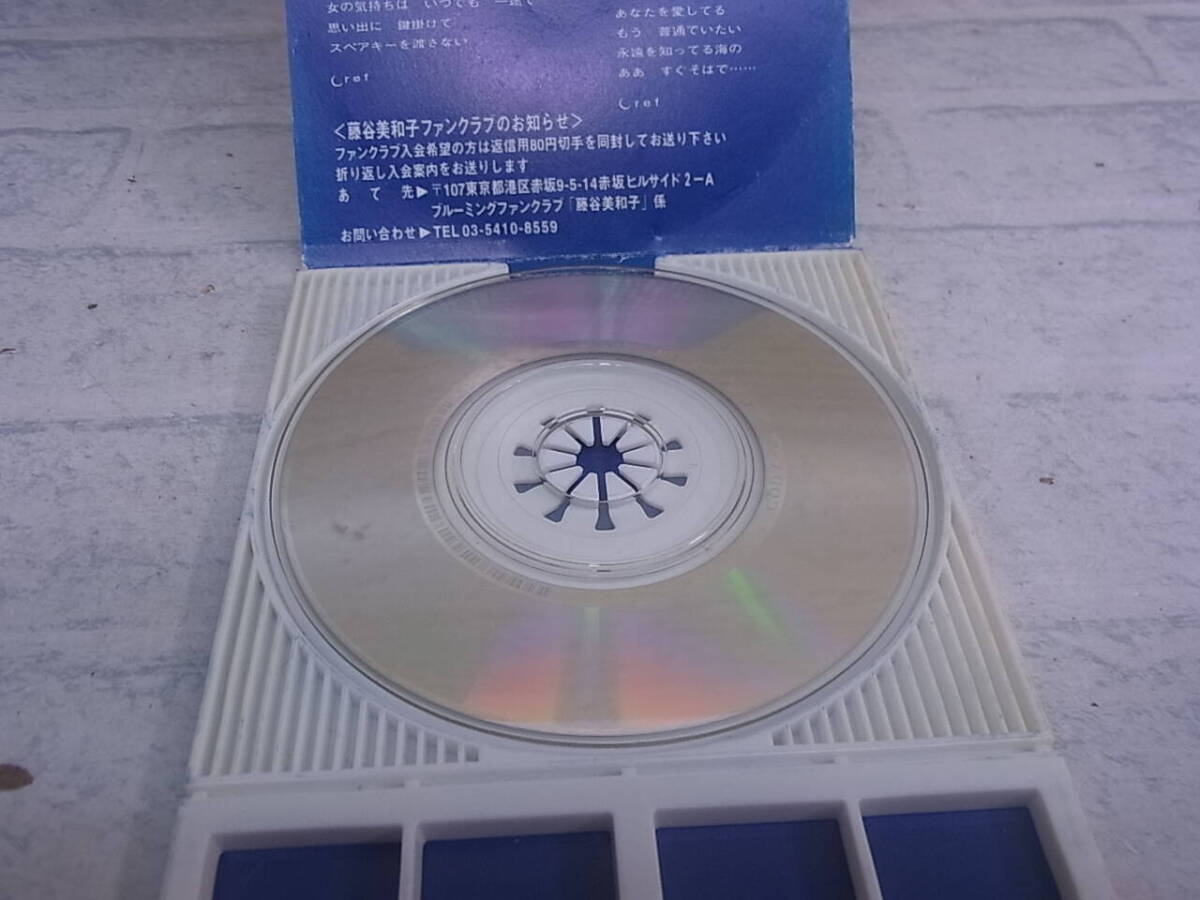 女の気持ちは いつでも 一途で
思い出に 鍵掛けて
スペアキーを渡さない
ref
あなたを愛してる
もう 普通でいたい
永遠を知ってる海の
ああ すぐそばで……
ref
＜藤谷美和子ファンクラブのお知らせ＞
ファンクラブ入会希望の方は返信用80円切手を同封してお送り下さい
折り返し入会案内をお送りします
あて先▶〒107東京都港区赤坂9-5-14赤坂ヒルサイド2-A
ブルーミングファンクラブ「藤谷美和子」係
お問い合わせ▶TEL03-5410-8559